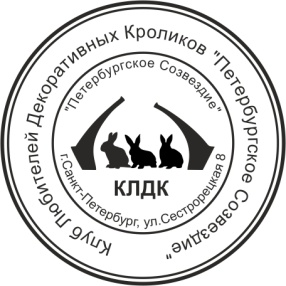 Клуб Любителей Декоративных Кроликов "Петербургское Созвездие"
"Петербургское Созвездие"
КЛДК
г.Санкт-Петербург, ул.Сестрорецкая 8